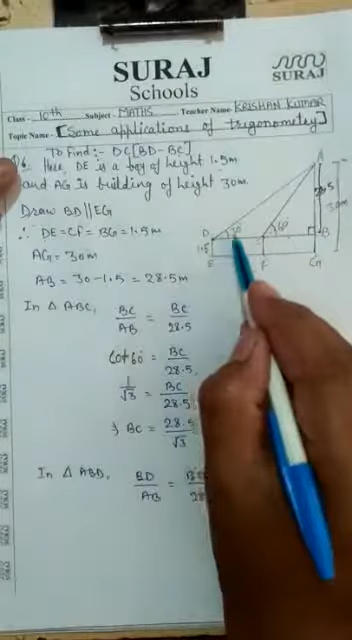 SURAJ
Schools
SURAJ
Class - 10th Subject - MATHS Teacher Name - KRISHAN KUMAR
Topic Name - [Some applications of trigonometry]
To Find:- DC [BD - BC]
Q6. Here, DE is a boy of height 1.5m
and AG is building of height 30m.
Draw BD || EG
∴ DE = CF = BG = 1.5m
AG = 30m
AB = 30 - 1.5 = 28.5m
In △ ABC, BC/AB = BC/28.5
Cot 60° = BC/28.5
1/√3 = BC/28.5
⇒ BC = 28.5/√3
In △ ABD, BD/AB =
A
28.5
30m
D 30° 60° B
1.5
E F G